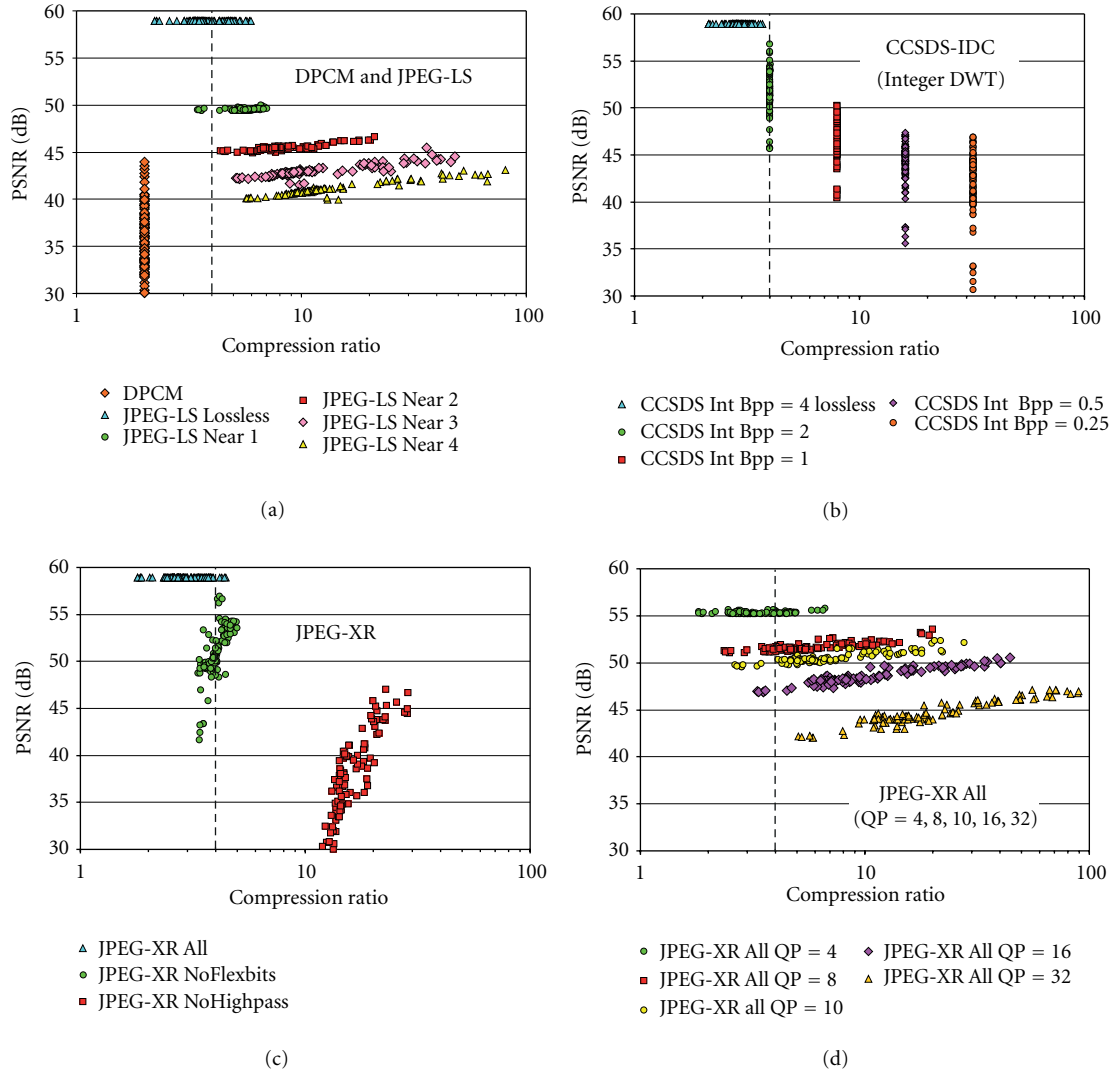 60
55
50
45
40
35
30
PSNR (dB)
DPCM and JPEG-LS
1
10
100
Compression ratio
DPCM
JPEG-LS Lossless
JPEG-LS Near 1
JPEG-LS Near 2
JPEG-LS Near 3
JPEG-LS Near 4
(a)
60
55
50
45
40
35
30
PSNR (dB)
CCSDS-IDC
(Integer DWT)
1
10
100
Compression ratio
CCSDS Int Bpp = 4 lossless
CCSDS Int Bpp = 2
CCSDS Int Bpp = 1
CCSDS Int Bpp = 0.5
CCSDS Int Bpp = 0.25
(b)
60
55
50
45
40
35
30
PSNR (dB)
JPEG-XR
1
10
100
Compression ratio
JPEG-XR All
JPEG-XR NoFlexbits
JPEG-XR NoHighpass
(c)
60
55
50
45
40
35
30
PSNR (dB)
JPEG-XR All
(QP = 4, 8, 10, 16, 32)
1
10
100
Compression ratio
JPEG-XR All QP = 4
JPEG-XR All QP = 8
JPEG-XR all QP = 10
JPEG-XR All QP = 16
JPEG-XR All QP = 32
(d)